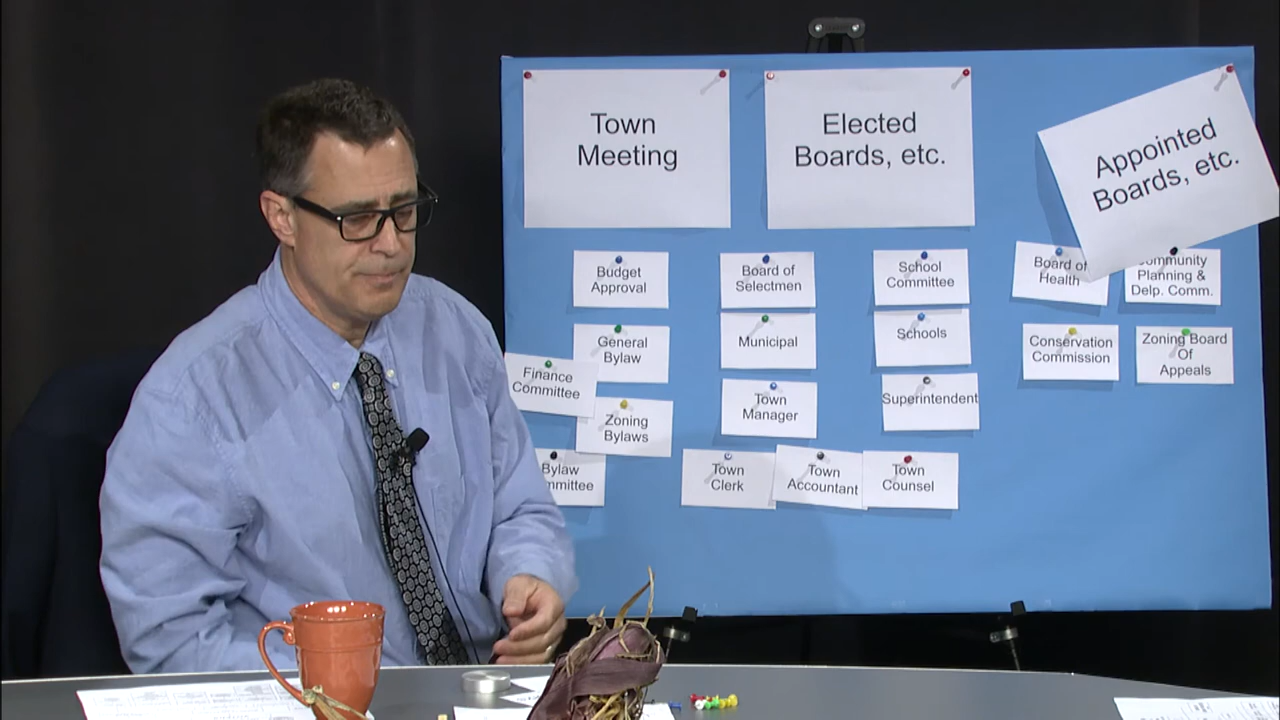 Town
Meeting
Elected
Boards, etc.
Appointed
Boards, etc.
Budget
Approval
Board of
Selectmen
School
Committee
Board of
Health
Planning &
Delp. Comm.
General
Bylaw
Municipal
Schools
Conservation
Commission
Zoning Board
Of
Appeals
Finance
Committee
Zoning
Bylaws
Town
Manager
Superintendent
Bylaw
Town
Clerk
Town
Accountant
Town
Counsel